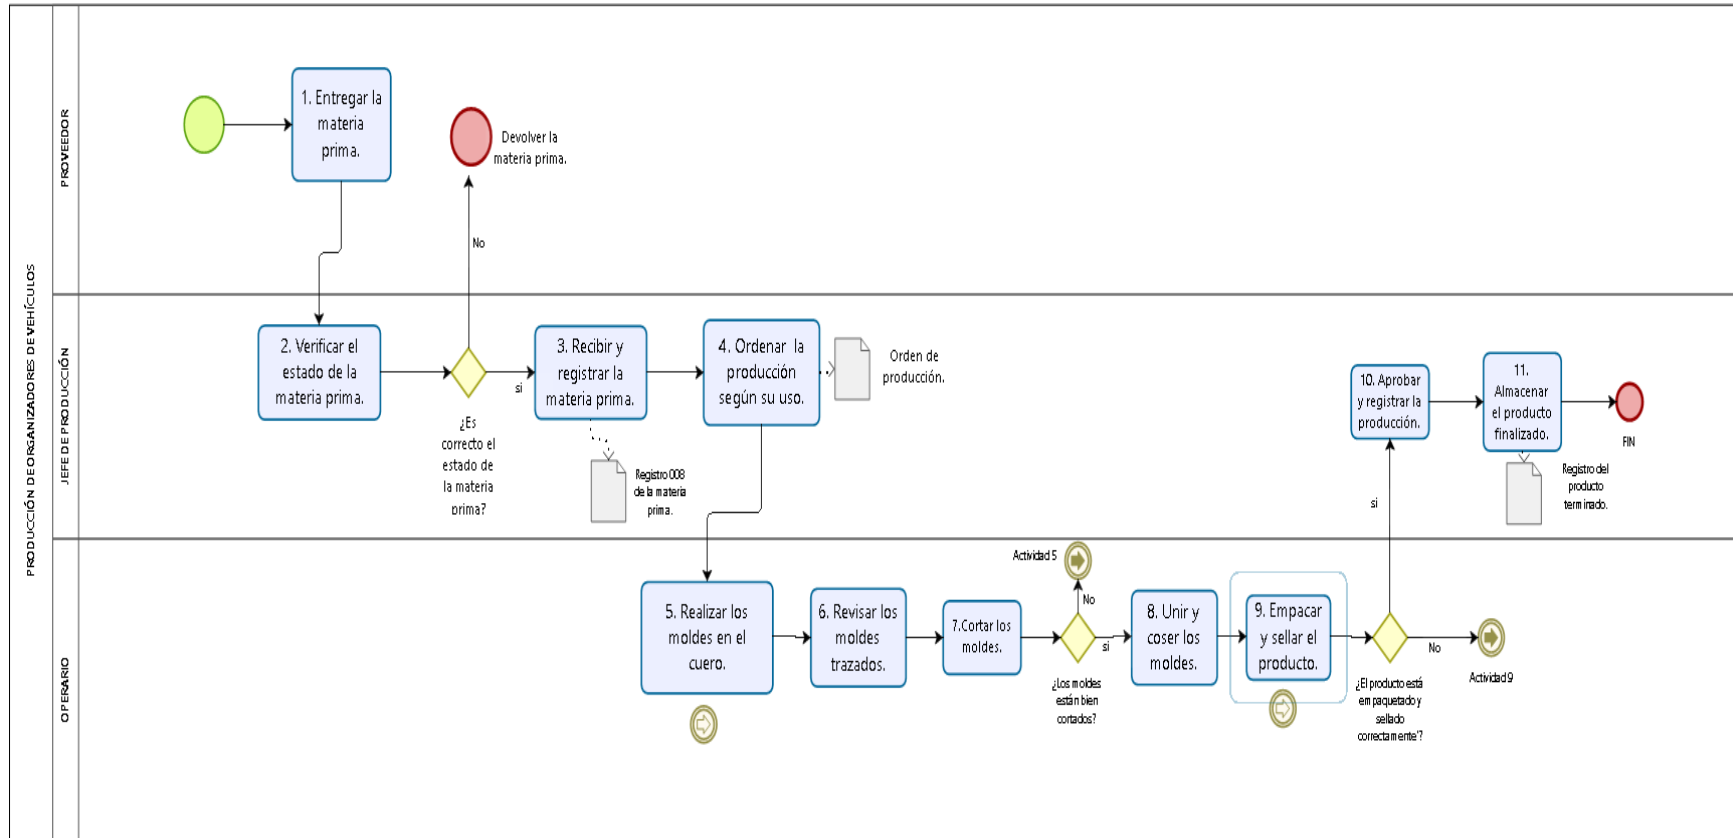 PRODUCCIÓN DE ORGANIZADORES DE VEHÍCULOS
PROVEEDOR
1. Entregar la
materia
prima.
Devolver la
materia prima.
No
JEFE DE PRODUCCIÓN
2. Verificar el
estado de la
materia prima.
¿Es
correcto el
estado de
la materia
prima?
si
3. Recibir y
registrar la
materia prima.
Registro 008
de la materia
prima.
4. Ordenar la
producción
según su uso.
Orden de
producción.
10. Aprobar
y registrar la
producción.
11.
Almacenar
el producto
finalizado.
Registro del
producto
terminado.
FIN
si
OPERARIO
5. Realizar los
moldes en el
cuero.
6. Revisar los
moldes
trazados.
7.Cortar los
moldes.
Actividad 5
No
si
¿Los moldes
están bien
cortados?
8. Unir y
coser los
moldes.
9. Empacar
y sellar el
producto.
¿El producto está
empaquetado y
sellado
correctamente'?
No
Actividad 9